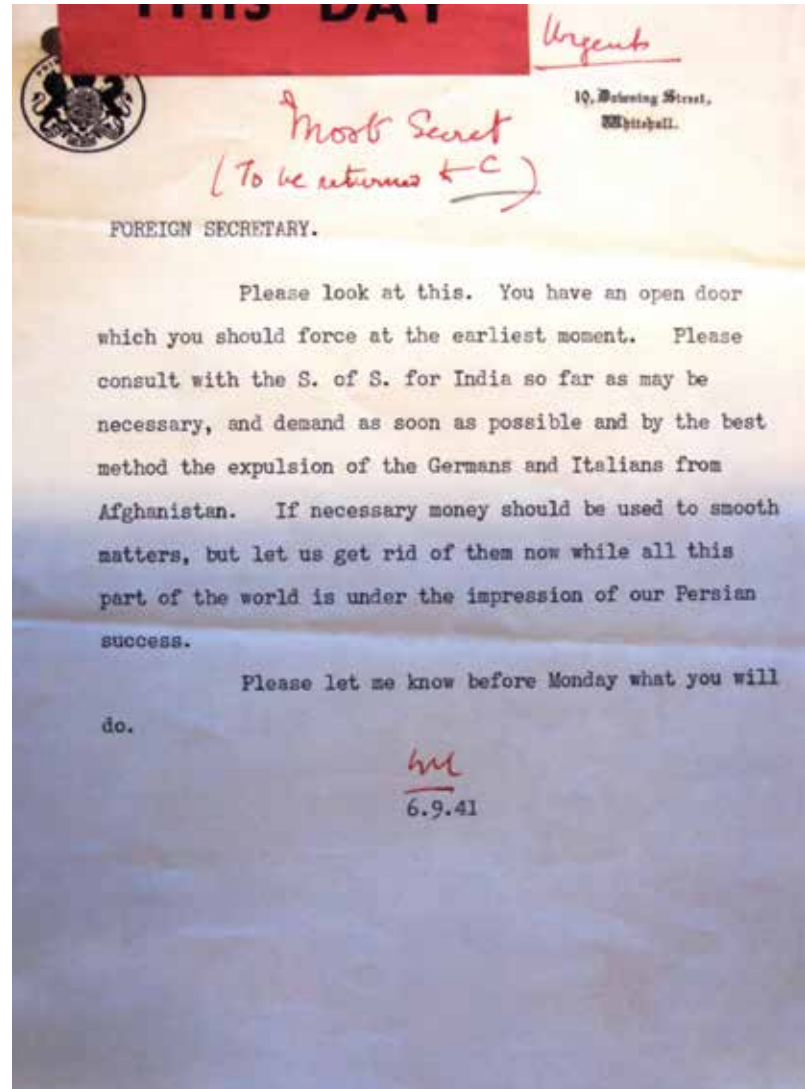 THIS DAY
Urgent
10, Downing Street,
Whitehall.
Most Secret
(To be returned to C)
FOREIGN SECRETARY.
Please look at this. You have an open door
which you should force at the earliest moment. Please
consult with the S. of S. for India so far as may be
necessary, and demand as soon as possible and by the best
method the expulsion of the Germans and Italians from
Afghanistan. If necessary money should be used to smooth
matters, but let us get rid of them now while all this
part of the world is under the impression of our Persian
success.
Please let me know before Monday what you will
do.
6.9.41